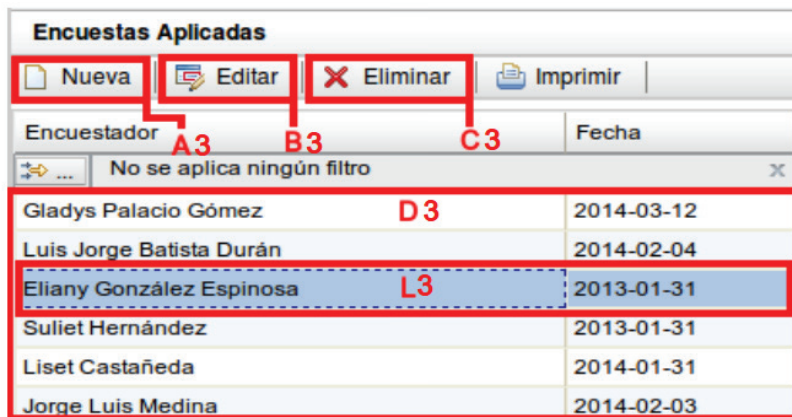 Encuestas Aplicadas
Nueva Editar Eliminar Imprimir
A3 B3 C3
Encuestador Fecha
... No se aplica ningún filtro x
Gladys Palacio Gómez D3 2014-03-12
Luis Jorge Batista Durán 2014-02-04
Eliany González Espinosa L3 2013-01-31
Suliet Hernández 2013-01-31
Liset Castañeda 2014-01-31
Jorge Luis Medina 2014-02-03